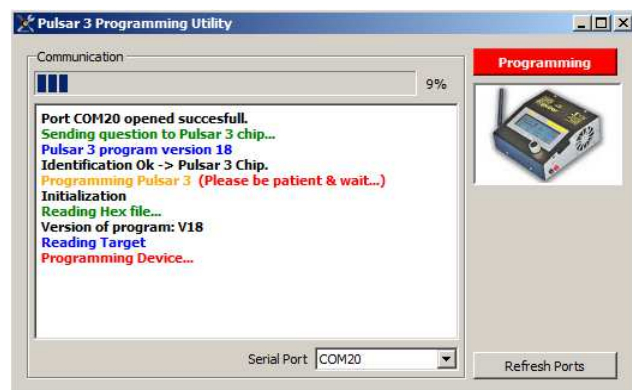 Pulsar 3 Programming Utility
Communication
Programming
9%
Port COM20 opened succesfull.
Sending question to Pulsar 3 chip...
Pulsar 3 program version 18
Identification Ok -> Pulsar 3 Chip.
Programming Pulsar 3 (Please be patient & wait...)
Initialization
Reading Hex file...
Version of program: V18
Reading Target
Programming Device...
Serial Port COM20
Refresh Ports